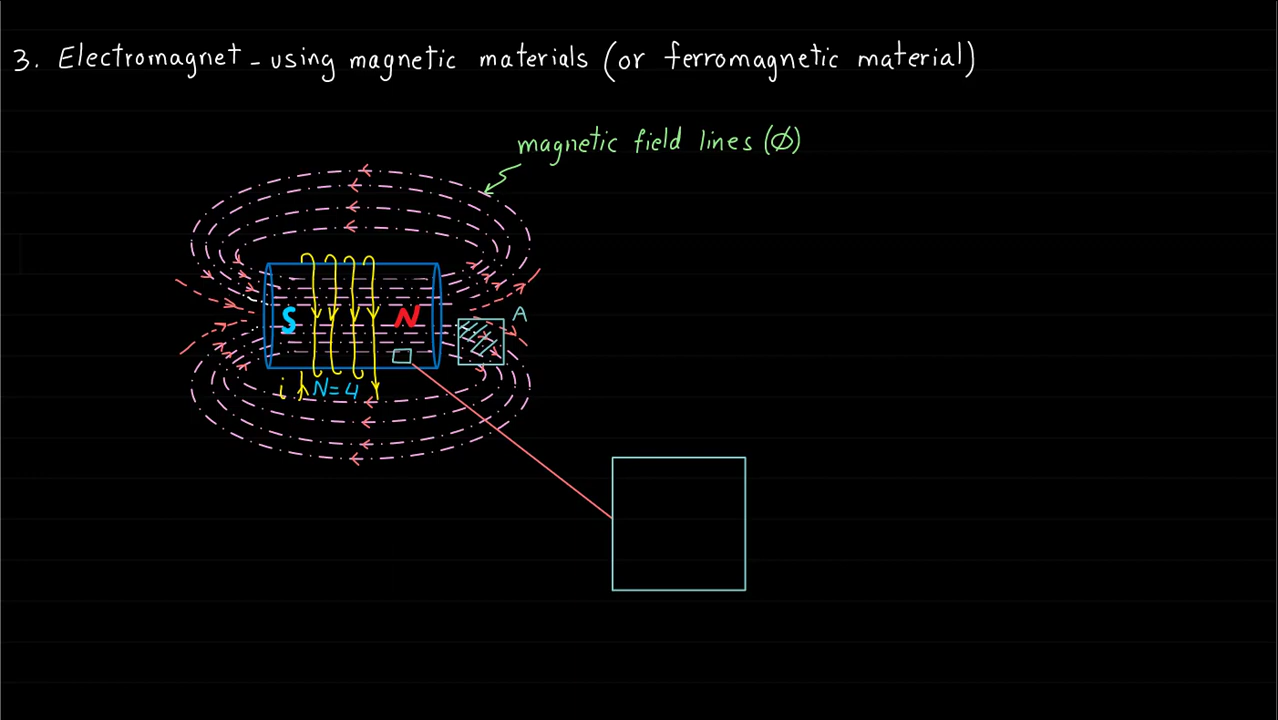 3. Electromagnet - using magnetic materials (or ferromagnetic material)
magnetic field lines (Ø)
S N A
i N=4